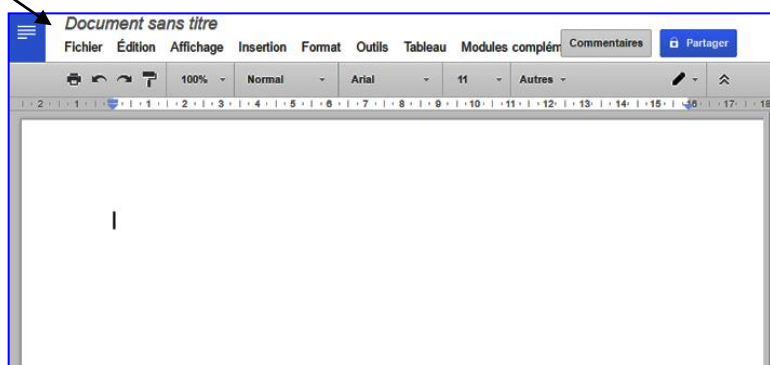 Document sans titre
Fichier Édition Affichage Insertion Format Outils Tableau Modules complém Commentaires Partager
100% Normal Arial 11 Autres
2 1 1 2 3 4 5 6 7 8 9 10 11 12 13 14 15 16 17 18